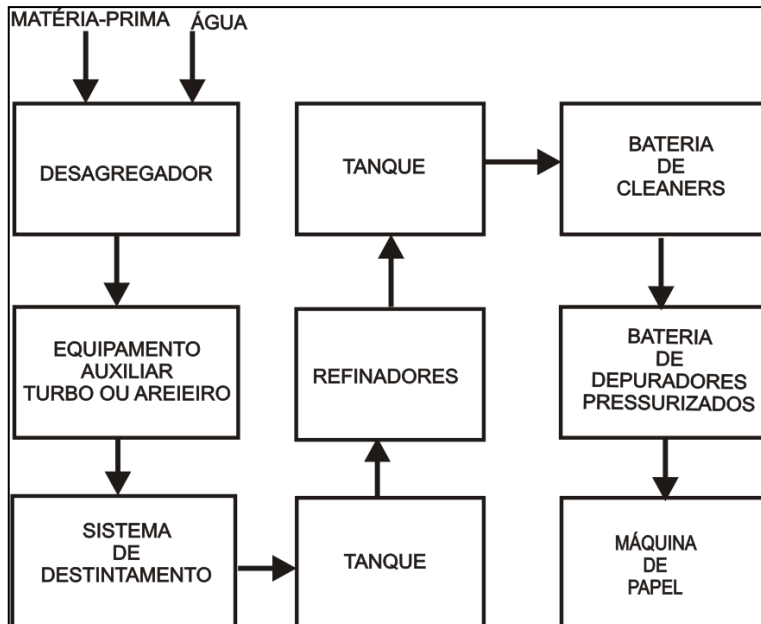 MATÉRIA-PRIMA
ÁGUA
DESAGREGADOR
EQUIPAMENTO
AUXILIAR
TURBO OU AREIEIRO
SISTEMA
DE
DESTINTAMENTO
TANQUE
REFINADORES
TANQUE
BATERIA
DE
CLEANERS
BATERIA
DE
DEPURADORES
PRESSURIZADOS
MÁQUINA
DE
PAPEL